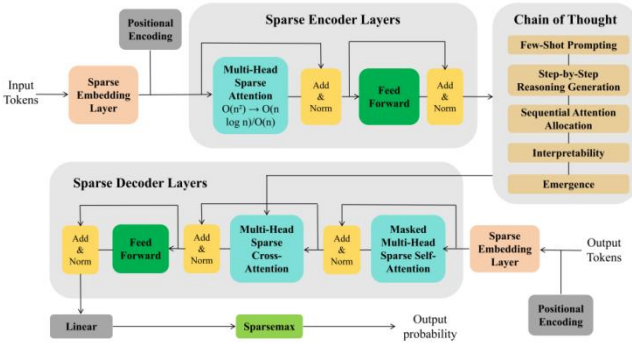 Sparse Encoder Layers
Chain of Thought
Positional
Encoding
Few-Shot Prompting
Input
Tokens
Sparse
Embedding
Layer
Multi-Head
Sparse
Attention
O(n²) → O(n
log n)/O(n)
Add
&
Norm
Feed
Forward
Add
&
Norm
Step-by-Step
Reasoning Generation
Sequential Attention
Allocation
Interpretability
Emergence
Sparse Decoder Layers
Add
&
Norm
Feed
Forward
Add
&
Norm
Multi-Head
Sparse
Cross-
Attention
Add
&
Norm
Masked
Multi-Head
Sparse Self-
Attention
Sparse
Embedding
Layer
Output
Tokens
Positional
Encoding
Linear
Sparsemax
Output
probability